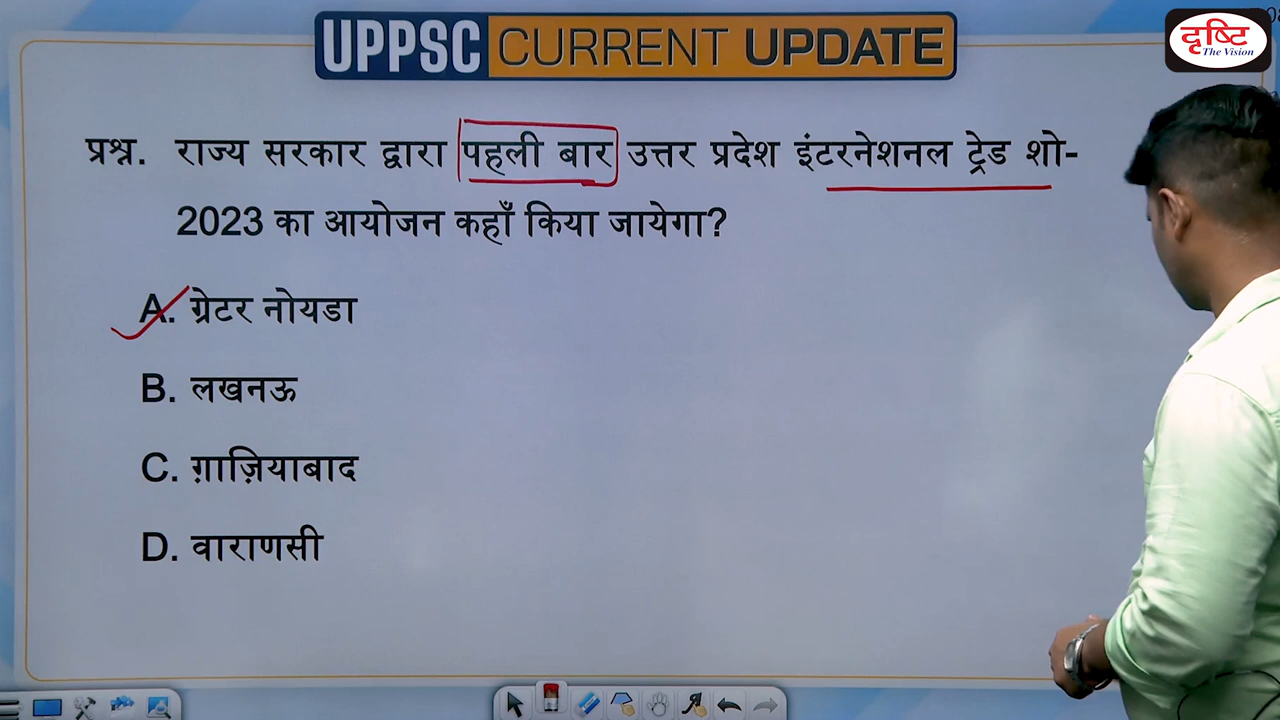 UPPSC CURRENT UPDATE
दृष्टि
The Vision
प्रश्न. राज्य सरकार द्वारा पहली बार उत्तर प्रदेश इंटरनेशनल ट्रेड शो-
2023 का आयोजन कहाँ किया जायेगा?
A. ग्रेटर नोयडा
B. लखनऊ
C. ग़ाज़ियाबाद
D. वाराणसी